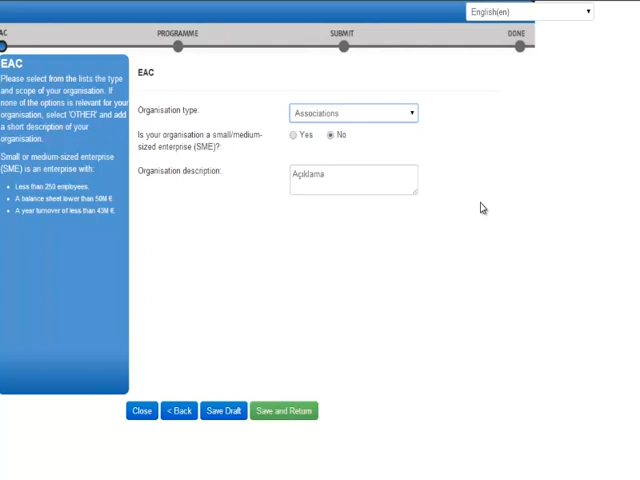 English(en)
AC
PROGRAMME
SUBMIT
DONE
EAC
Please select from the lists the type
and scope of your organisation. If
none of the options is relevant for your
organisation, select 'OTHER' and add
a short description of your
organisation.
Small or medium-sized enterprise
(SME) is an enterprise with:
Less than 250 employees.
A balance sheet lower than 50M €.
A year turnover of less than 43M €.
EAC
Organisation type:
Associations
Is your organisation a small/medium-
sized enterprise (SME)?:
Yes
No
Organisation description:
Açıklama
Close
< Back
Save Draft
Save and Return